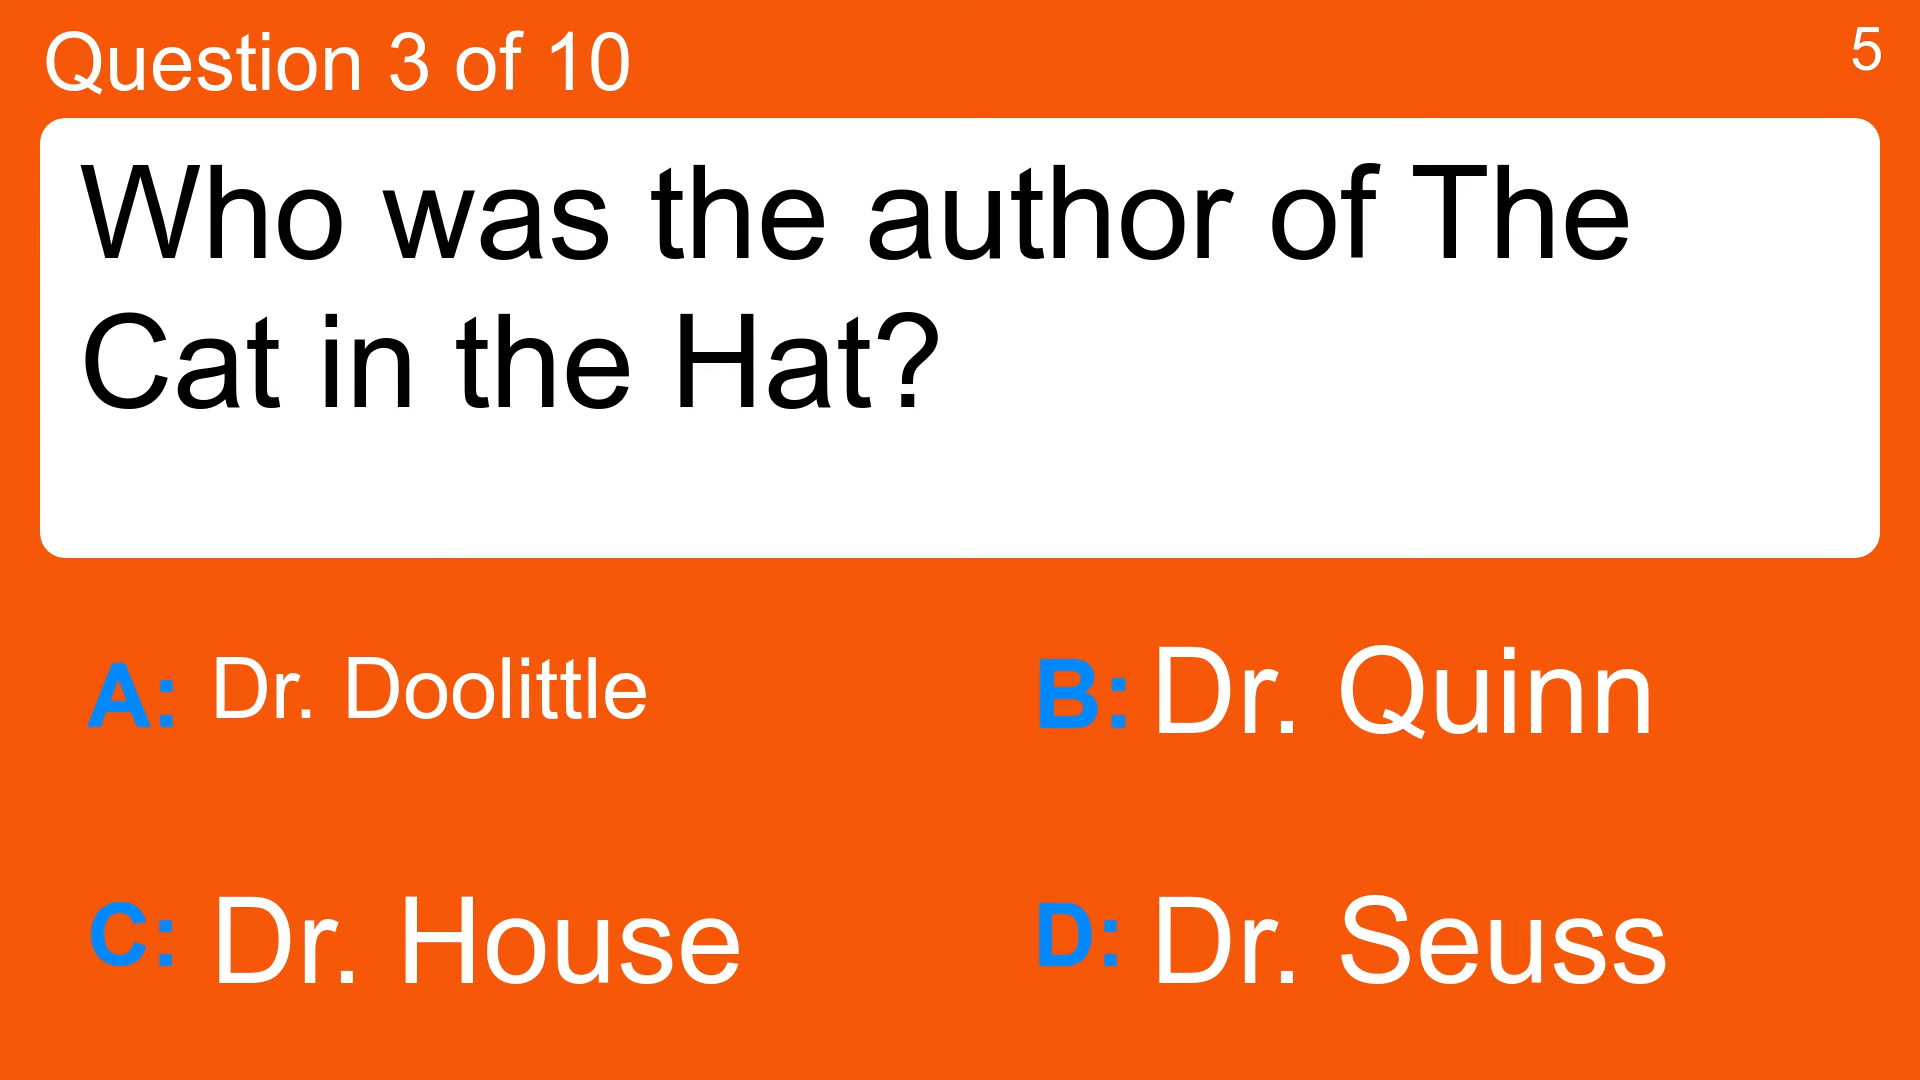 Question 3 of 10
5
Who was the author of The
Cat in the Hat?
A: Dr. Doolittle
B: Dr. Quinn
C: Dr. House
D: Dr. Seuss